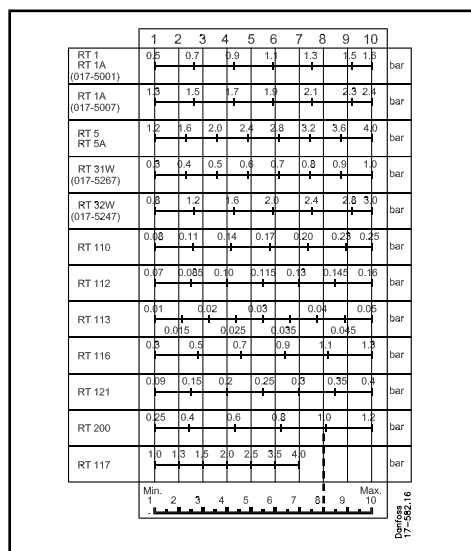 1 2 3 4 5 6 7 8 9 10
RT 1
RT 1A
(017-5001)
0.5 0.7 0.9 1.1 1.3 1.5 1.6
bar
RT 1A
(017-5007)
1.3 1.5 1.7 1.9 2.1 2.3 2.4
bar
RT 5
RT 5A
1.2 1.6 2.0 2.4 2.8 3.2 3.6 4.0
bar
RT 31W
(017-5267)
0.3 0.4 0.5 0.6 0.7 0.8 0.9 1.0
bar
RT 32W
(017-5247)
0.8 1.2 1.6 2.0 2.4 2.8 3.0
bar
RT 110
0.08 0.11 0.14 0.17 0.20 0.23 0.25
bar
RT 112
0.07 0.085 0.10 0.115 0.13 0.145 0.16
bar
RT 113
0.01 0.02 0.03 0.04 0.05
0.015 0.025 0.035 0.045
bar
RT 116
0.3 0.5 0.7 0.9 1.1 1.3
bar
RT 121
0.09 0.15 0.2 0.25 0.3 0.35 0.4
bar
RT 200
0.25 0.4 0.6 0.8 1.0 1.2
bar
RT 117
1.0 1.3 1.5 2.0 2.5 3.5 4.0
bar
Min. Max.
1 2 3 4 5 6 7 8 9 10
Danfoss
17-582.16